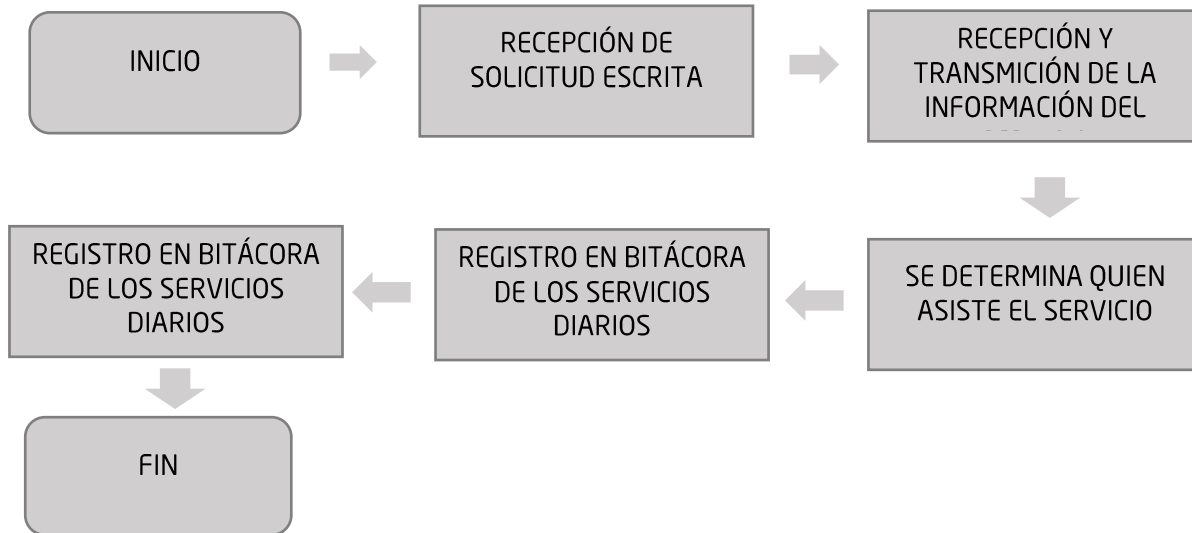 INICIO
RECEPCIÓN DE
SOLICITUD ESCRITA
RECEPCIÓN Y
TRANSMICIÓN DE LA
INFORMACIÓN DEL
SE DETERMINA QUIEN
ASISTE EL SERVICIO
REGISTRO EN BITÁCORA
DE LOS SERVICIOS
DIARIOS
REGISTRO EN BITÁCORA
DE LOS SERVICIOS
DIARIOS
FIN